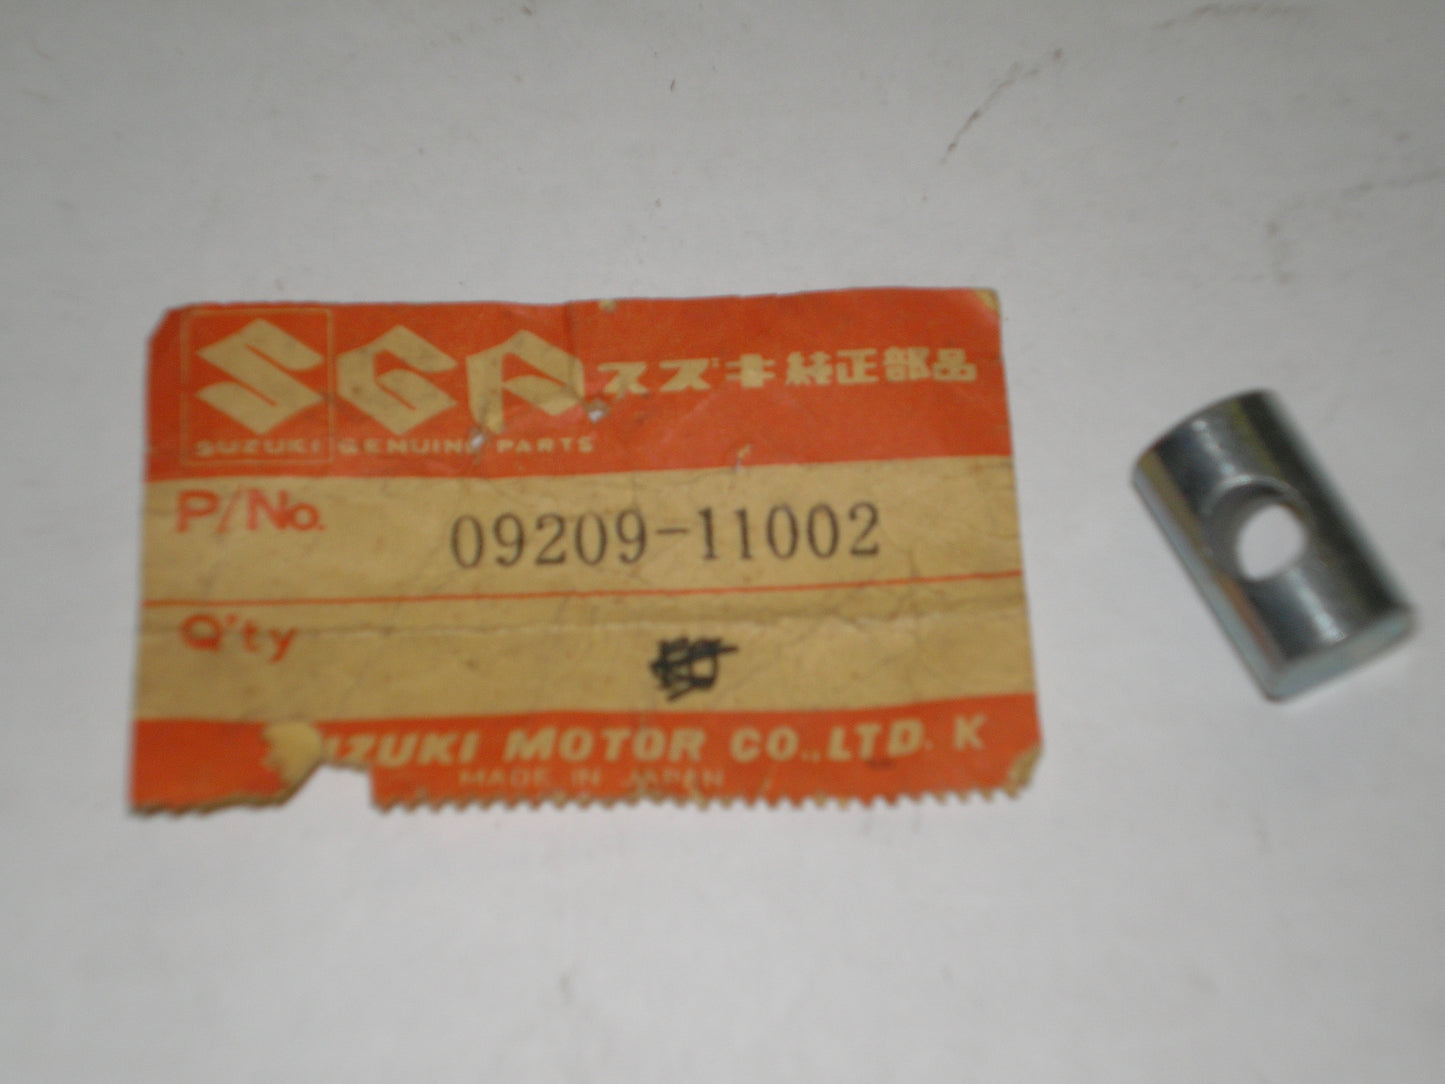 SGP スズキ純正部品
SUZUKI GENUINE PARTS
P/No. 09209-11002
Q'ty
SUZUKI MOTOR CO.,LTD. K
MADE IN JAPAN